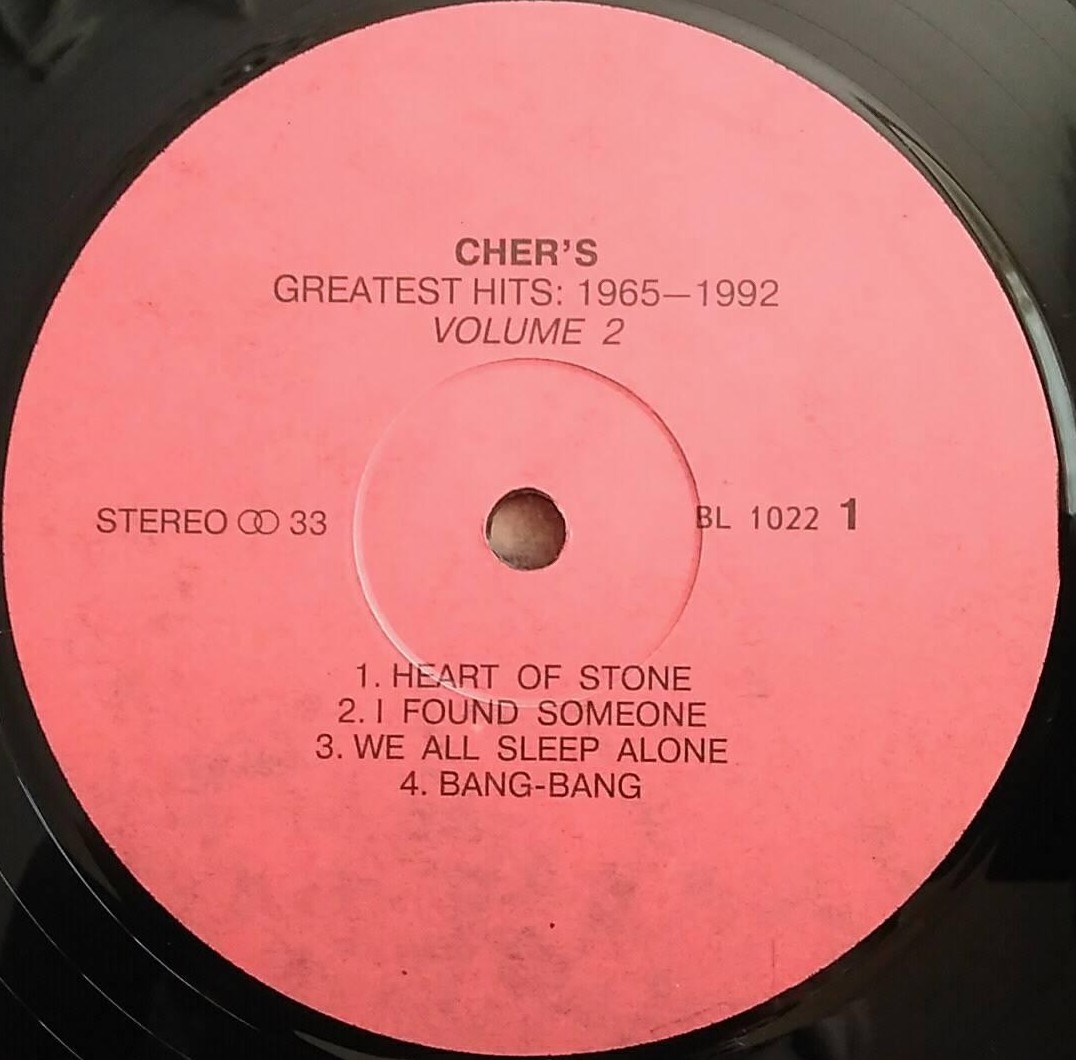 CHER'S
GREATEST HITS: 1965—1992
VOLUME 2
STEREO 33 BL 1022 1
1. HEART OF STONE
2. I FOUND SOMEONE
3. WE ALL SLEEP ALONE
4. BANG-BANG